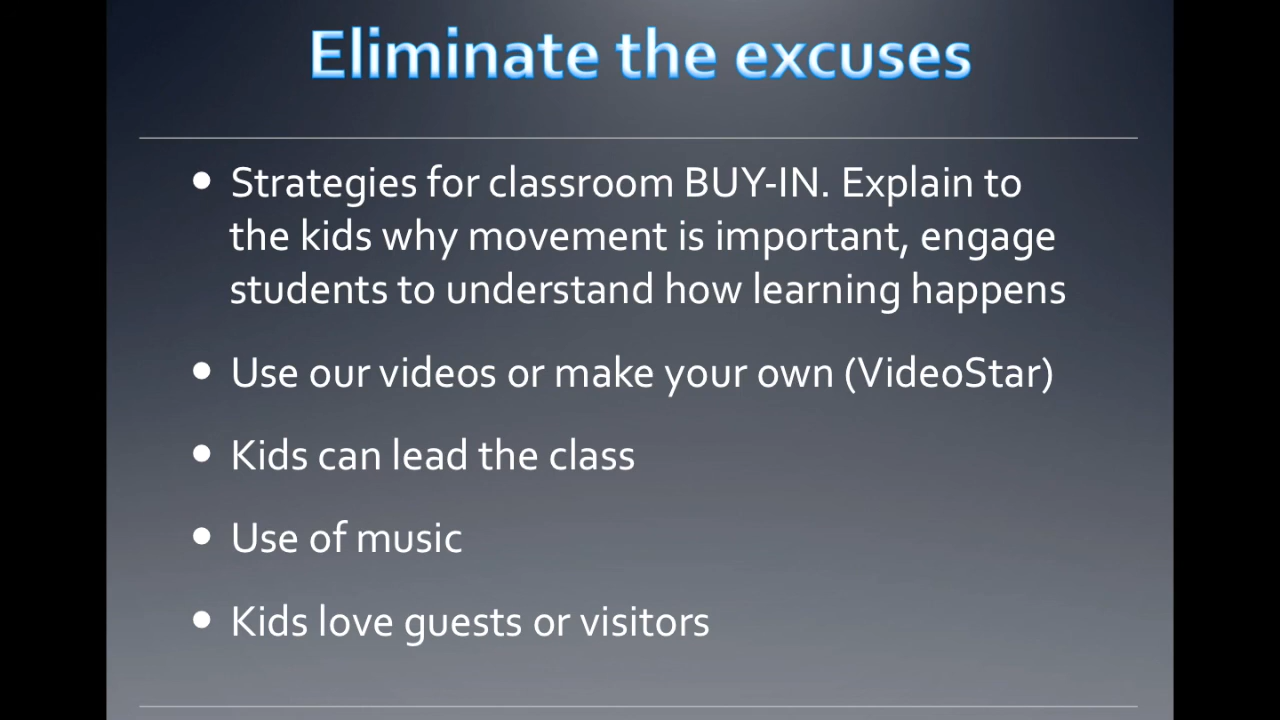 Eliminate the excuses
• Strategies for classroom BUY-IN. Explain to
the kids why movement is important, engage
students to understand how learning happens
• Use our videos or make your own (VideoStar)
• Kids can lead the class
• Use of music
• Kids love guests or visitors